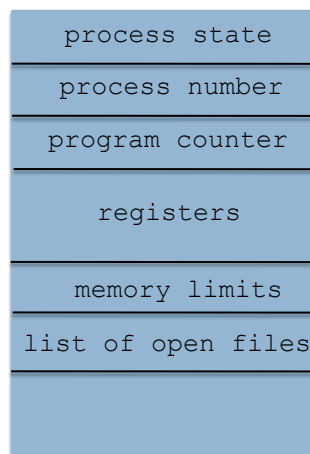 process state
process number
program counter
registers
memory limits
list of open files